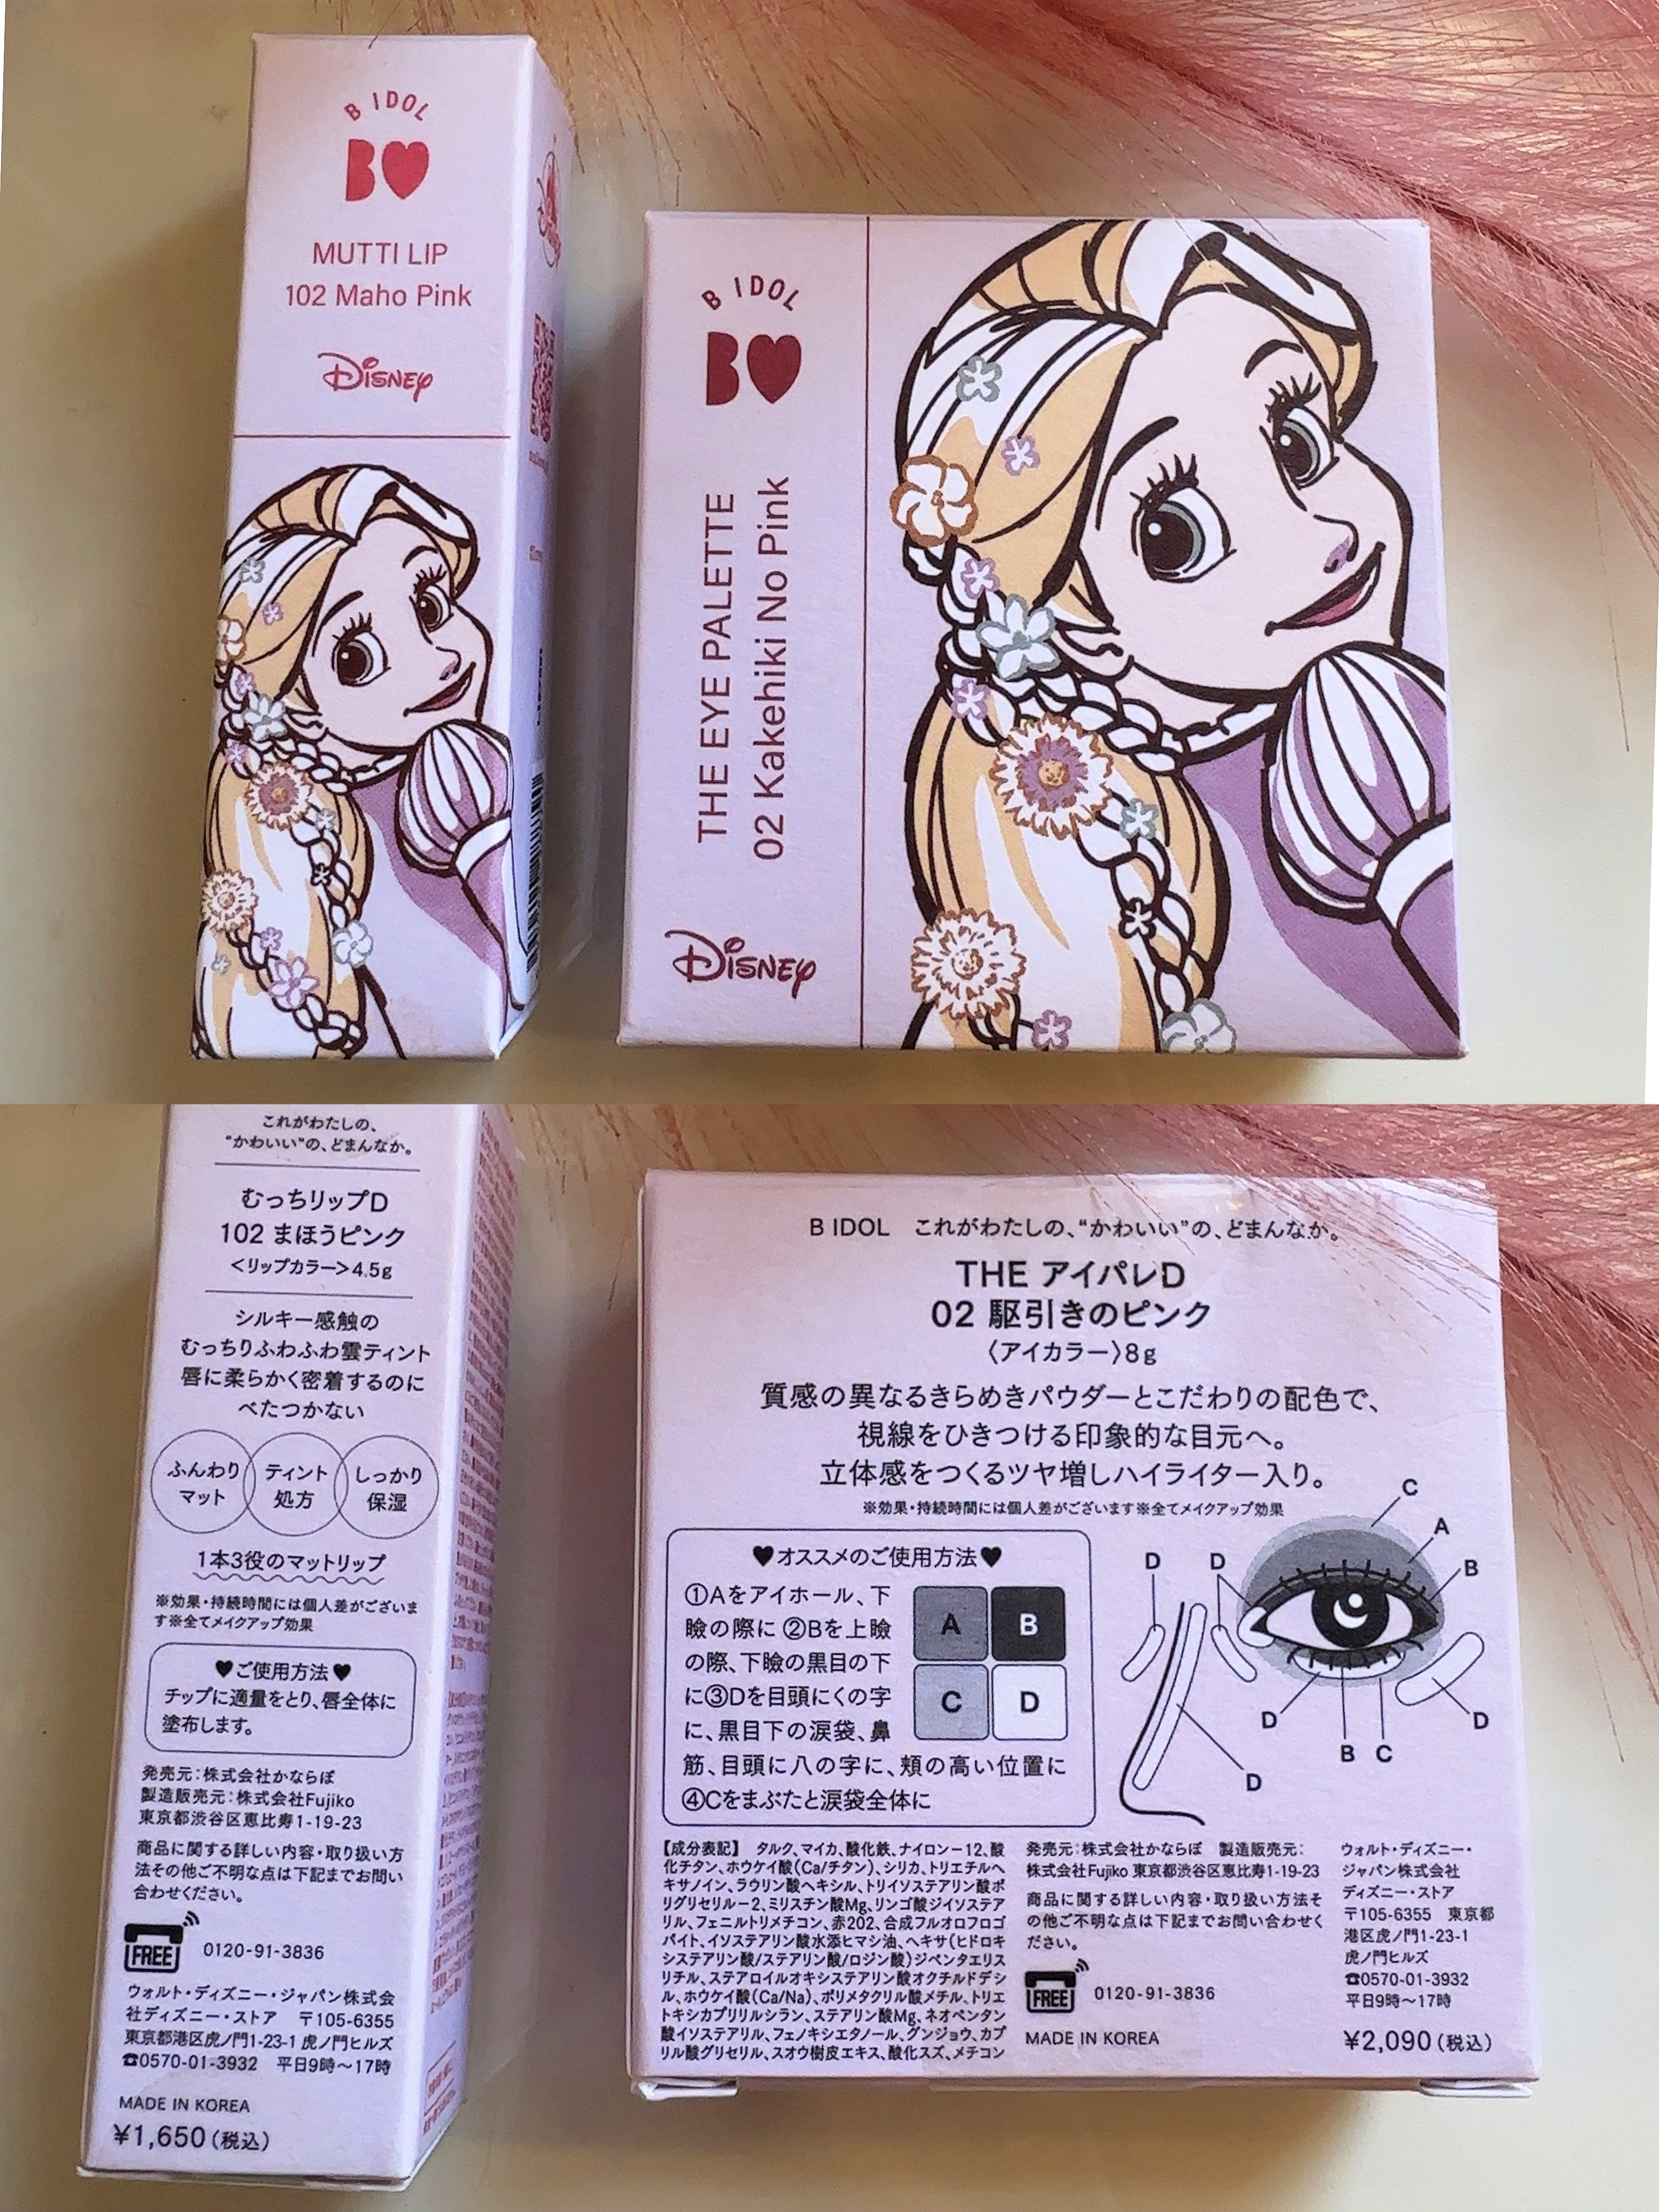 B IDOL
B
MUTTI LIP
102 Maho Pink
Disney
B IDOL
B
THE EYE PALETTE
02 Kakehiki No Pink
Disney
これがわたしの、
“かわいい”の、どまんなか。
むっちリップD
102 まほうピンク
<リップカラー>4.5g
シルキー感触の
むっちりふわふわ雲ティント
唇に柔らかく密着するのに
べたつかない
ふんわり
マット
ティント
処方
しっかり
保湿
1本3役のマットリップ
※効果・持続時間には個人差がございま
す※全てメイクアップ効果
♥ご使用方法♥
チップに適量をとり、唇全体に
塗布します。
発売元：株式会社かならぼ
製造販売元：株式会社Fujiko
東京都渋谷区恵比寿1-19-23
商品に関する詳しい内容・取り扱い方
法その他ご不明な点は下記までお問い
合わせください。
FREE 0120-91-3836
ウォルト・ディズニー・ジャパン株式会
社ディズニー・ストア 〒105-6355
東京都港区虎ノ門1-23-1 虎ノ門ヒルズ
☎0570-01-3932 平日9時〜17時
MADE IN KOREA
¥1,650(税込)
B IDOL これがわたしの、“かわいい”の、どまんなか。
THE アイパレD
02 駆引きのピンク
〈アイカラー〉8g
質感の異なるきらめきパウダーとこだわりの配色で、
視線をひきつける印象的な目元へ。
立体感をつくるツヤ増しハイライター入り。
※効果・持続時間には個人差がございます※全てメイクアップ効果
♥オススメのご使用方法♥
①Aをアイホール、下
瞼の際に ②Bを上瞼
の際、下瞼の黒目の下
に③Dを目頭にくの字
に、黒目下の涙袋、鼻
筋、目頭に八の字に、頬の高い位置に
④Cをまぶたと涙袋全体に
A B
C D
C
A
B
D D
D
D
B C
D
【成分表記】 タルク、マイカ、酸化鉄、ナイロン-12、酸
化チタン、ホウケイ酸(Ca/チタン)、シリカ、トリエチルヘ
キサノイン、ラウリン酸ヘキシル、トリイソステアリン酸ポ
リグリセリル-2、ミリスチン酸Mg、リンゴ酸ジイソステア
リル、フェニルトリメチコン、赤202、合成フルオロフロゴ
パイト、イソステアリン酸水添ヒマシ油、ヘキサ(ヒドロキ
システアリン酸/ステアリン酸/ロジン酸)ジペンタエリス
リチル、ステアロイルオキシステアリン酸オクチルドデシ
ル、ホウケイ酸(Ca/Na)、ポリメタクリル酸メチル、トリエ
トキシカプリリルシラン、ステアリン酸Mg、ネオペンタン
酸イソステアリル、フェノキシエタノール、グンジョウ、カプ
リル酸グリセリル、スオウ樹皮エキス、酸化スズ、メチコン
発売元：株式会社かならぼ 製造販売元：
株式会社Fujiko 東京都渋谷区恵比寿1-19-23
商品に関する詳しい内容・取り扱い方法そ
の他ご不明な点は下記までお問い合わせく
ださい。
FREE 0120-91-3836
MADE IN KOREA
ウォルト・ディズニー・
ジャパン株式会社
ディズニー・ストア
〒105-6355 東京都
港区虎ノ門1-23-1
虎ノ門ヒルズ
☎0570-01-3932
平日9時〜17時
¥2,090(税込)